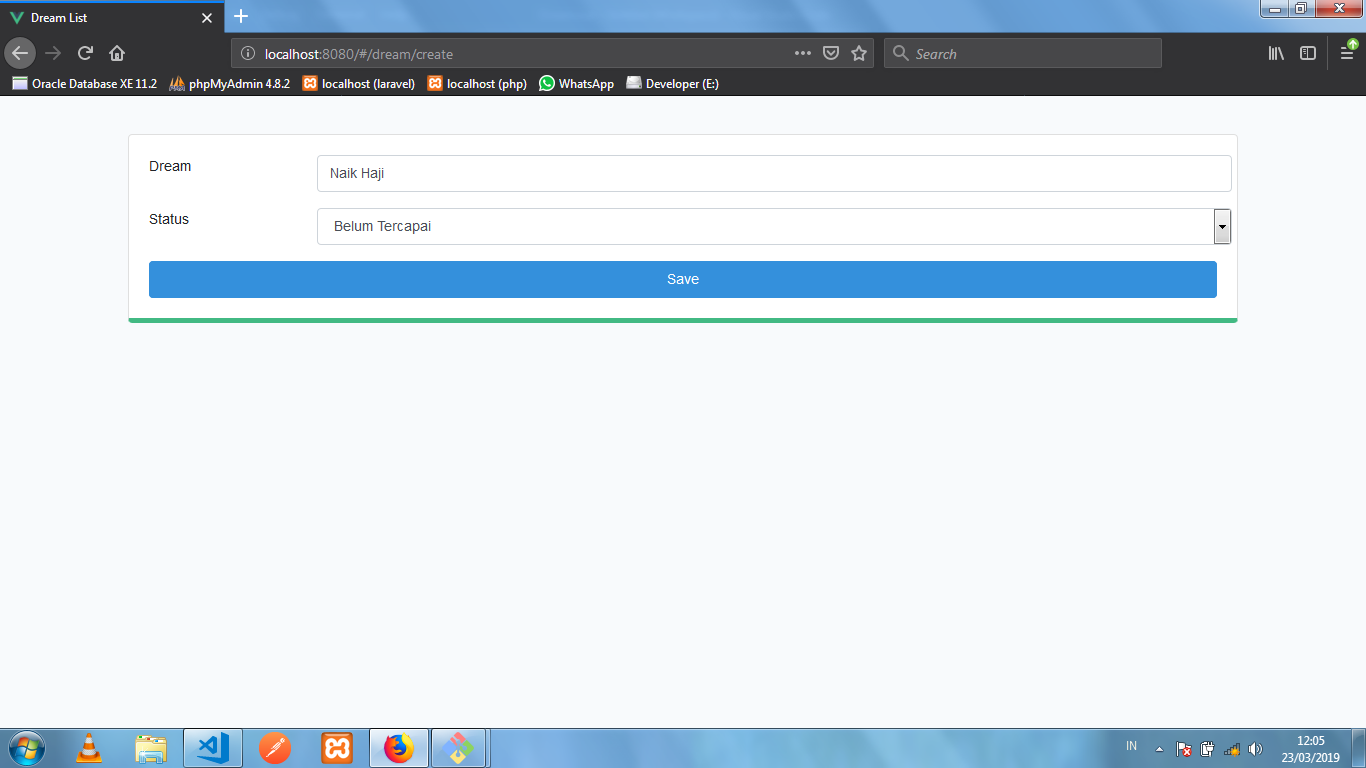 Dream List
localhost:8080/#/dream/create
Search
Oracle Database XE 11.2 phpMyAdmin 4.8.2 localhost (laravel) localhost (php) WhatsApp Developer (E:)
Dream Naik Haji
Status Belum Tercapai
Save
IN 12:05
23/03/2019